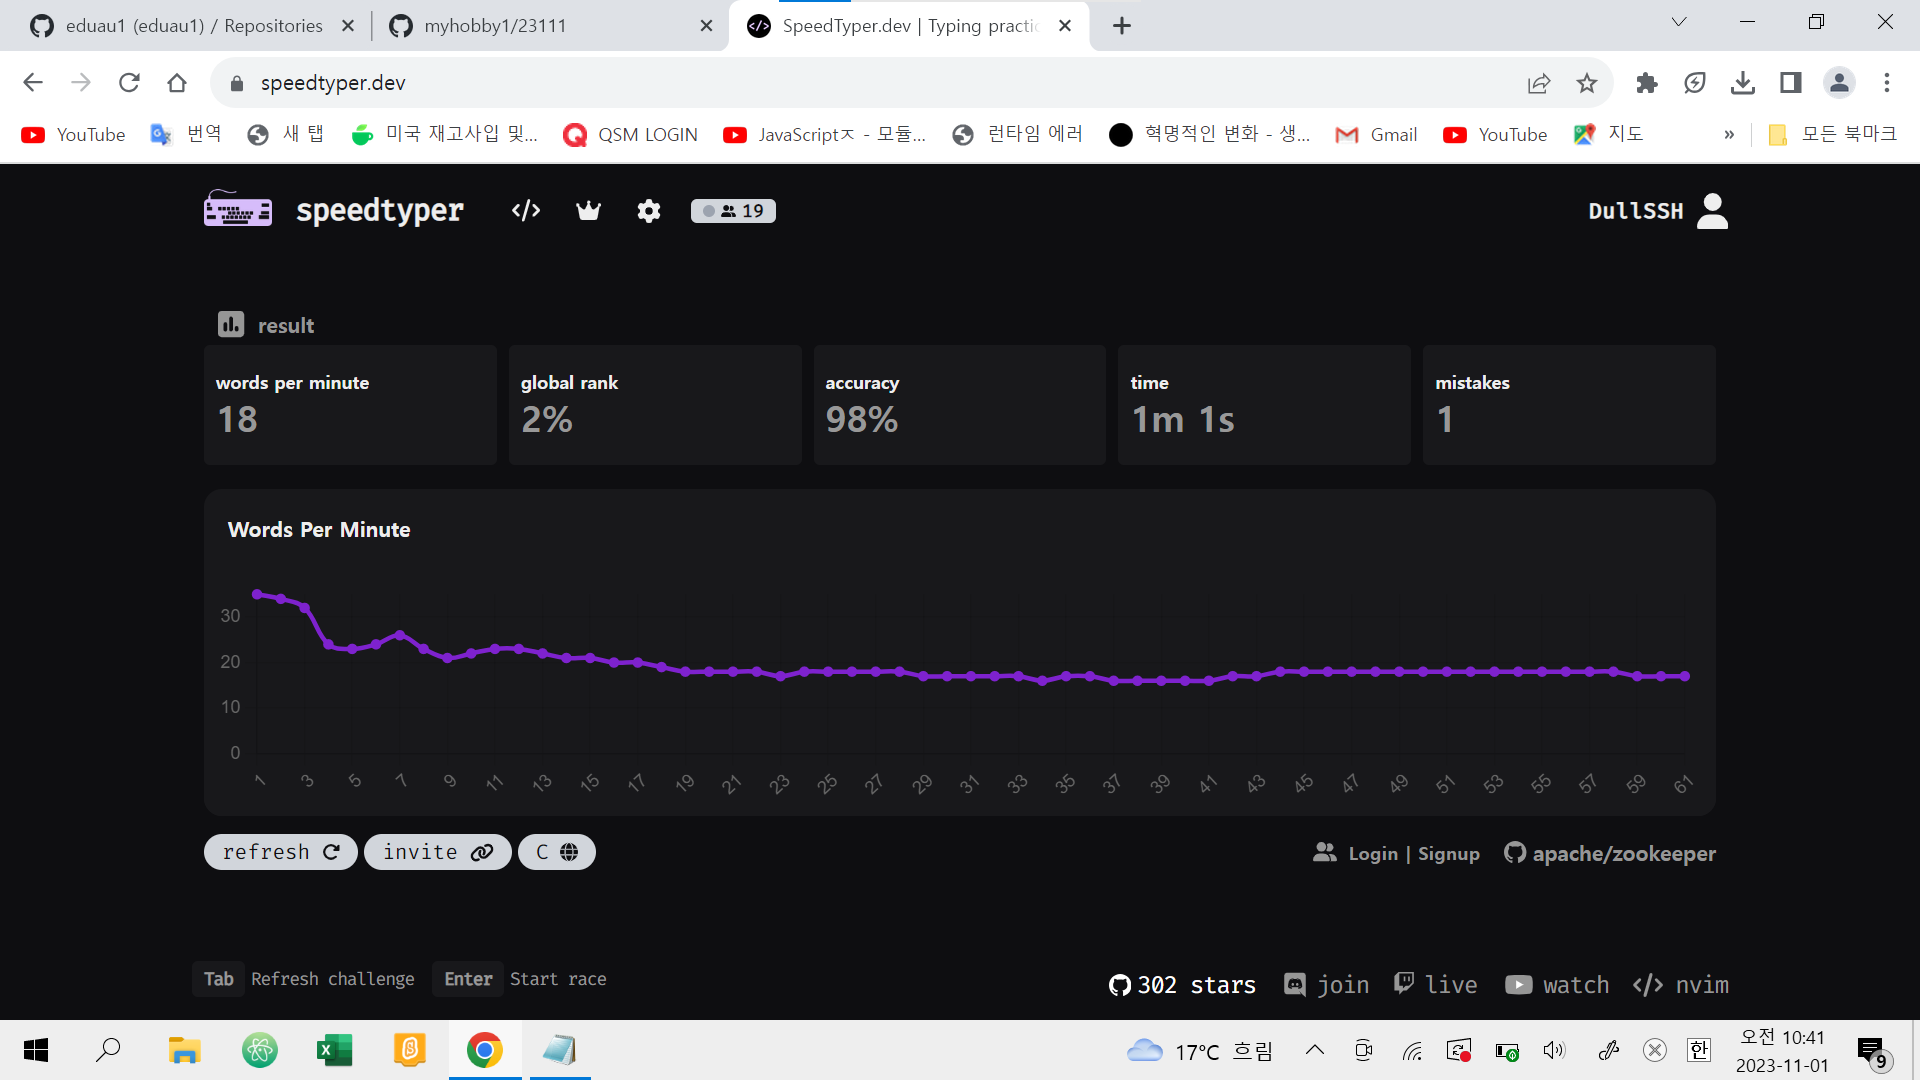 eduau1 (eduau1) / Repositories
myhobby1/23111
SpeedTyper.dev | Typing practic
speedtyper.dev
YouTube
번역
새 탭
미국 재고사입 및...
QSM LOGIN
JavaScriptㅈ - 모듈...
런타임 에러
혁명적인 변화 - 생...
Gmail
YouTube
지도
»
모든 북마크
speedtyper
19
DullSSH
result
words per minute
18
global rank
2%
accuracy
98%
time
1m 1s
mistakes
1
Words Per Minute
30
20
10
0
1 3 5 7 9 11 13 15 17 19 21 23 25 27 29 31 33 35 37 39 41 43 45 47 49 51 53 55 57 59 61
refresh
invite
C
Login | Signup
apache/zookeeper
Tab Refresh challenge
Enter Start race
302 stars
join
live
watch
nvim
17°C 흐림
한
오전 10:41
2023-11-01
9